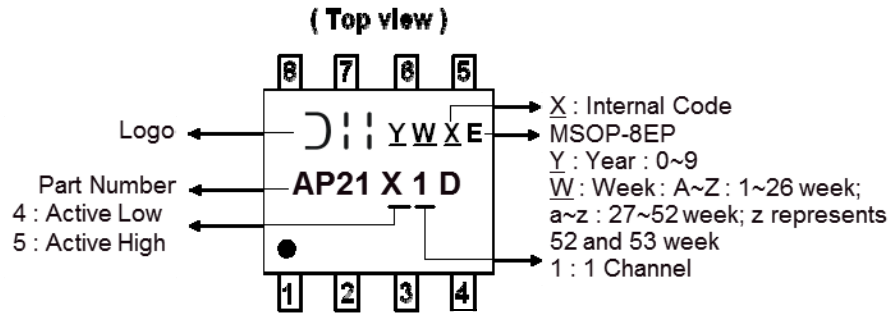 ( Top view )
8 7 6 5
Logo
Y W X E
X : Internal Code
MSOP-8EP
Y : Year : 0~9
W : Week : A~Z : 1~26 week;
a~z : 27~52 week; z represents
52 and 53 week
1 : 1 Channel
Part Number
4 : Active Low
5 : Active High
AP21 X 1 D
1 2 3 4